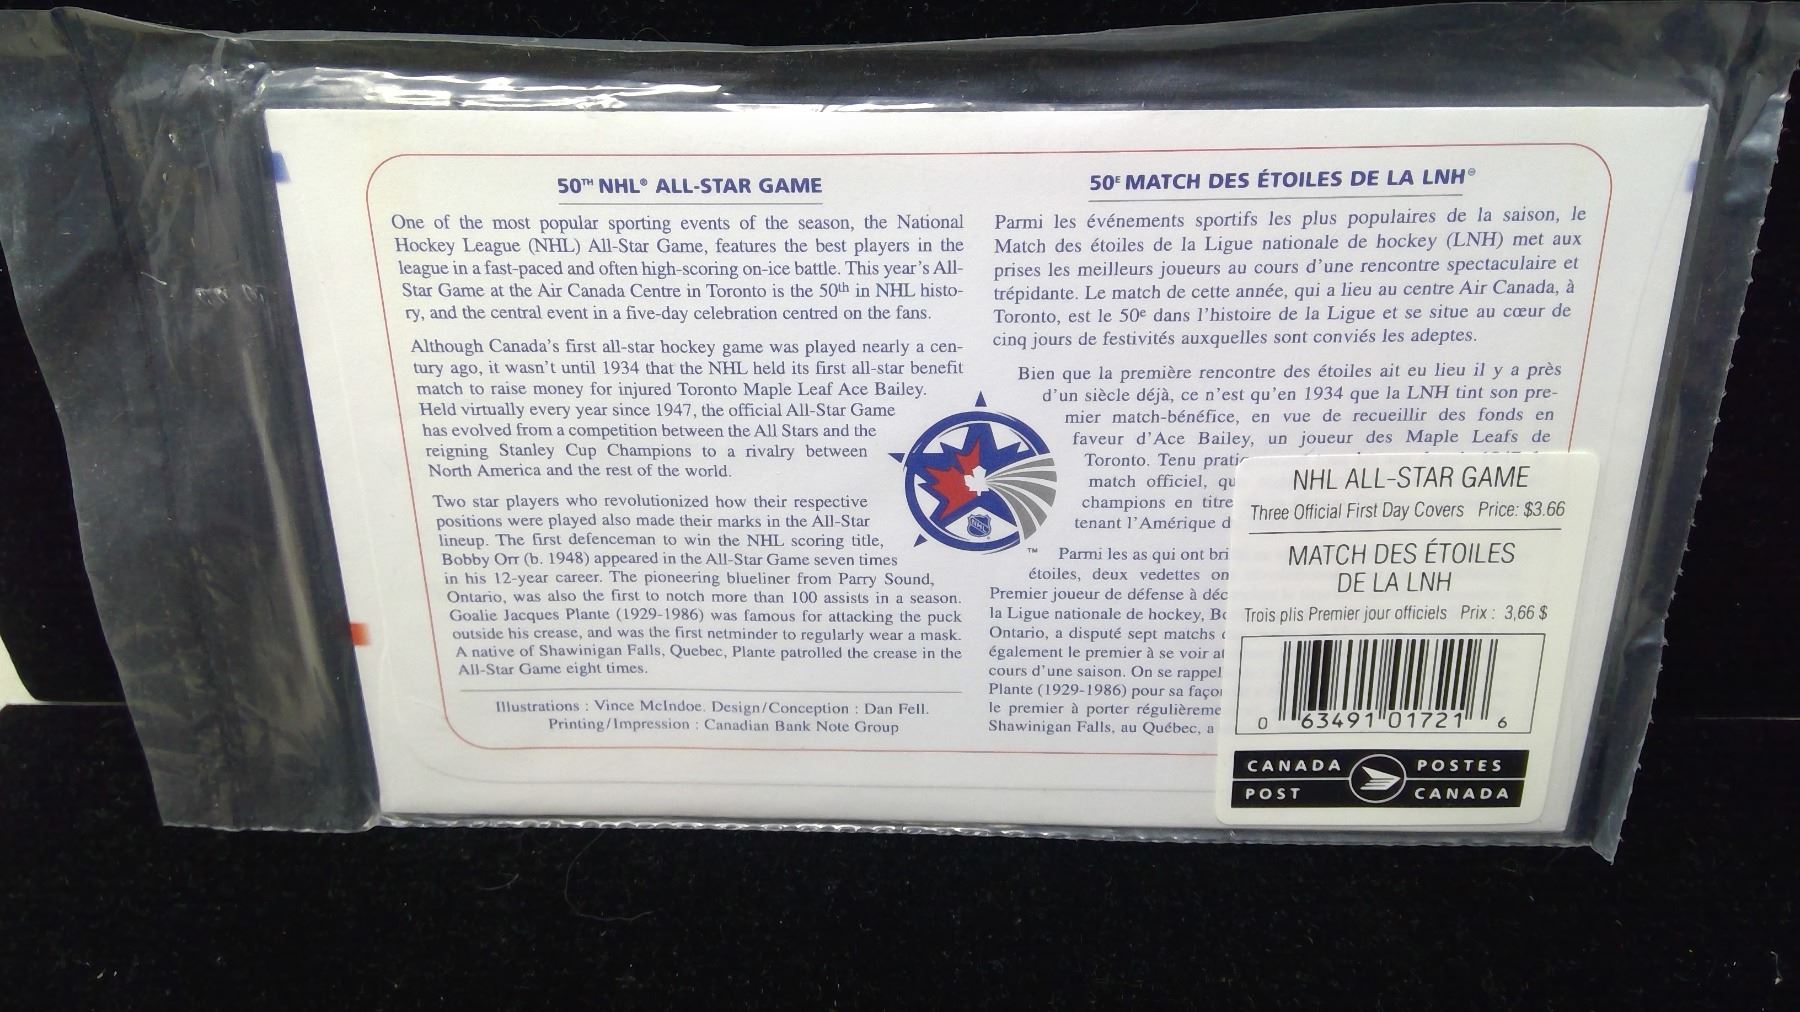 50TH NHL® ALL-STAR GAME
One of the most popular sporting events of the season, the National
Hockey League (NHL) All-Star Game, features the best players in the
league in a fast-paced and often high-scoring on-ice battle. This year's All-
Star Game at the Air Canada Centre in Toronto is the 50th in NHL histo-
ry, and the central event in a five-day celebration centred on the fans.
Although Canada's first all-star hockey game was played nearly a cen-
tury ago, it wasn't until 1934 that the NHL held its first all-star benefit
match to raise money for injured Toronto Maple Leaf Ace Bailey.
Held virtually every year since 1947, the official All-Star Game
has evolved from a competition between the All Stars and the
reigning Stanley Cup Champions to a rivalry between
North America and the rest of the world.
Two star players who revolutionized how their respective
positions were played also made their marks in the All-Star
lineup. The first defenceman to win the NHL scoring title,
Bobby Orr (b. 1948) appeared in the All-Star Game seven times
in his 12-year career. The pioneering blueliner from Parry Sound,
Ontario, was also the first to notch more than 100 assists in a season.
Goalie Jacques Plante (1929-1986) was famous for attacking the puck
outside his crease, and was the first netminder to regularly wear a mask.
A native of Shawinigan Falls, Quebec, Plante patrolled the crease in the
All-Star Game eight times.
Illustrations : Vince McIndoe. Design/Conception : Dan Fell.
Printing/Impression : Canadian Bank Note Group
NHL
TM
50E MATCH DES ÉTOILES DE LA LNH®
Parmi les événements sportifs les plus populaires de la saison, le
Match des étoiles de la Ligue nationale de hockey (LNH) met aux
prises les meilleurs joueurs au cours d'une rencontre spectaculaire et
trépidante. Le match de cette année, qui a lieu au centre Air Canada, à
Toronto, est le 50e dans l'histoire de la Ligue et se situe au cœur de
cinq jours de festivités auxquelles sont conviés les adeptes.
Bien que la première rencontre des étoiles ait eu lieu il y a près
d'un siècle déjà, ce n'est qu'en 1934 que la LNH tint son pre-
mier match-bénéfice, en vue de recueillir des fonds en
faveur d'Ace Bailey, un joueur des Maple Leafs de
Toronto. Tenu prati
match officiel, qu
champions en titre
tenant l'Amérique d
Parmi les as qui ont bri
étoiles, deux vedettes on
Premier joueur de défense à déc
la Ligue nationale de hockey, Bo
Ontario, a disputé sept matchs
également le premier à se voir at
cours d'une saison. On se rappel
Plante (1929-1986) pour sa faço
le premier à porter régulièreme
Shawinigan Falls, au Québec, a
NHL ALL-STAR GAME
Three Official First Day Covers Price: $3.66
MATCH DES ÉTOILES
DE LA LNH
Trois plis Premier jour officiels Prix : 3,66 $
0 63491 01721 6
CANADA POSTES
POST CANADA